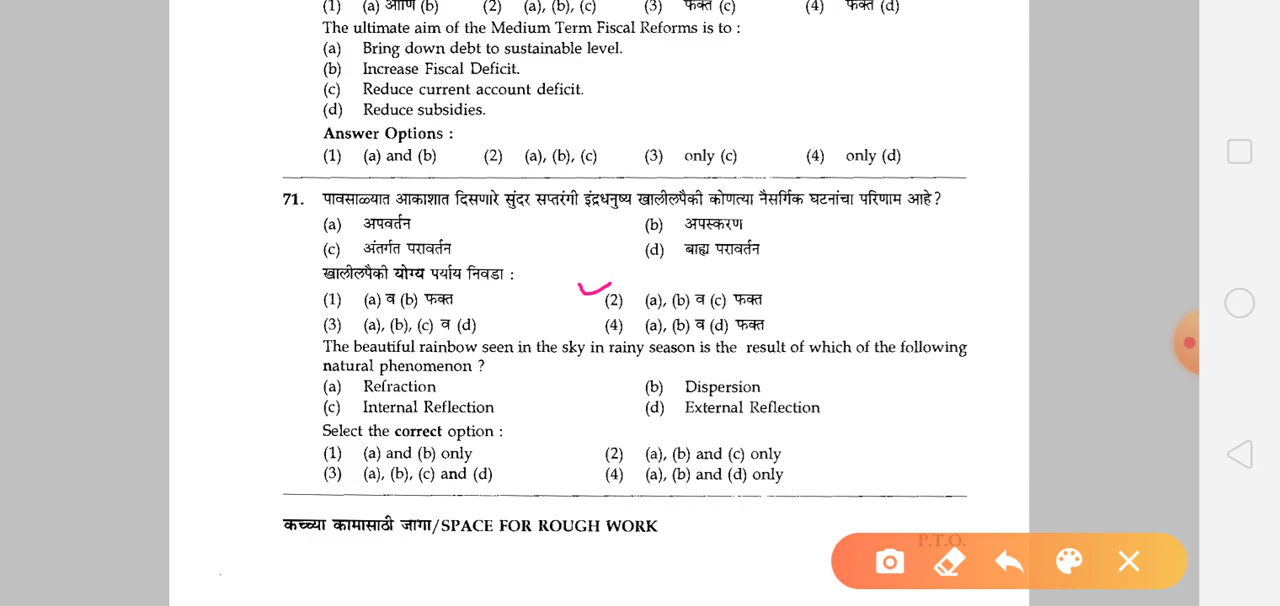 (1) (a) आणि (b) (2) (a), (b), (c) (3) फक्त (c) (4) फक्त (d)
The ultimate aim of the Medium Term Fiscal Reforms is to :
(a) Bring down debt to sustainable level.
(b) Increase Fiscal Deficit.
(c) Reduce current account deficit.
(d) Reduce subsidies.
Answer Options :
(1) (a) and (b) (2) (a), (b), (c) (3) only (c) (4) only (d)
71. पावसाळ्यात आकाशात दिसणारे सुंदर सप्तरंगी इंद्रधनुष्य खालीलपैकी कोणत्या नैसर्गिक घटनांचा परिणाम आहे?
(a) अपवर्तन (b) अपस्करण
(c) अंतर्गत परावर्तन (d) बाह्य परावर्तन
खालीलपैकी योग्य पर्याय निवडा :
(1) (a) व (b) फक्त (2) (a), (b) व (c) फक्त
(3) (a), (b), (c) व (d) (4) (a), (b) व (d) फक्त
The beautiful rainbow seen in the sky in rainy season is the result of which of the following
natural phenomenon ?
(a) Refraction (b) Dispersion
(c) Internal Reflection (d) External Reflection
Select the correct option :
(1) (a) and (b) only (2) (a), (b) and (c) only
(3) (a), (b), (c) and (d) (4) (a), (b) and (d) only
कच्च्या कामासाठी जागा/SPACE FOR ROUGH WORK
P.T.O.